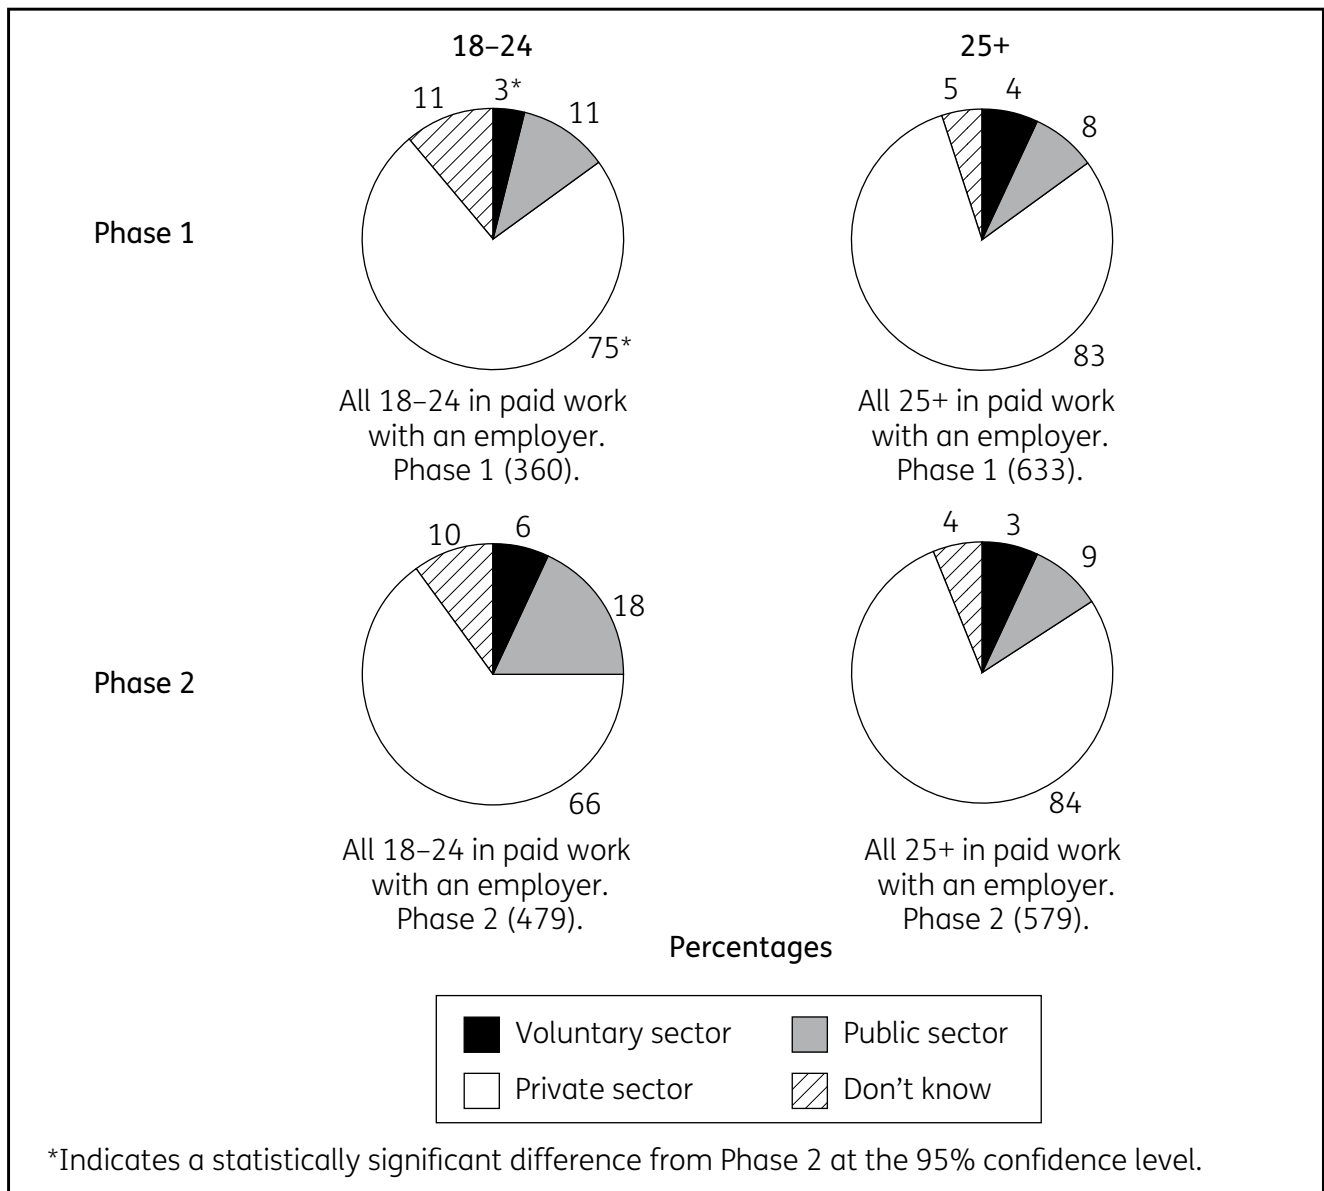 18–24
25+
11
3*
11
5
4
8
Phase 1
75*
83
All 18–24 in paid work
with an employer.
Phase 1 (360).
All 25+ in paid work
with an employer.
Phase 1 (633).
10
6
18
4
3
9
Phase 2
66
84
All 18–24 in paid work
with an employer.
Phase 2 (479).
All 25+ in paid work
with an employer.
Phase 2 (579).
Percentages
Voluntary sector
Public sector
Private sector
Don't know
*Indicates a statistically significant difference from Phase 2 at the 95% confidence level.